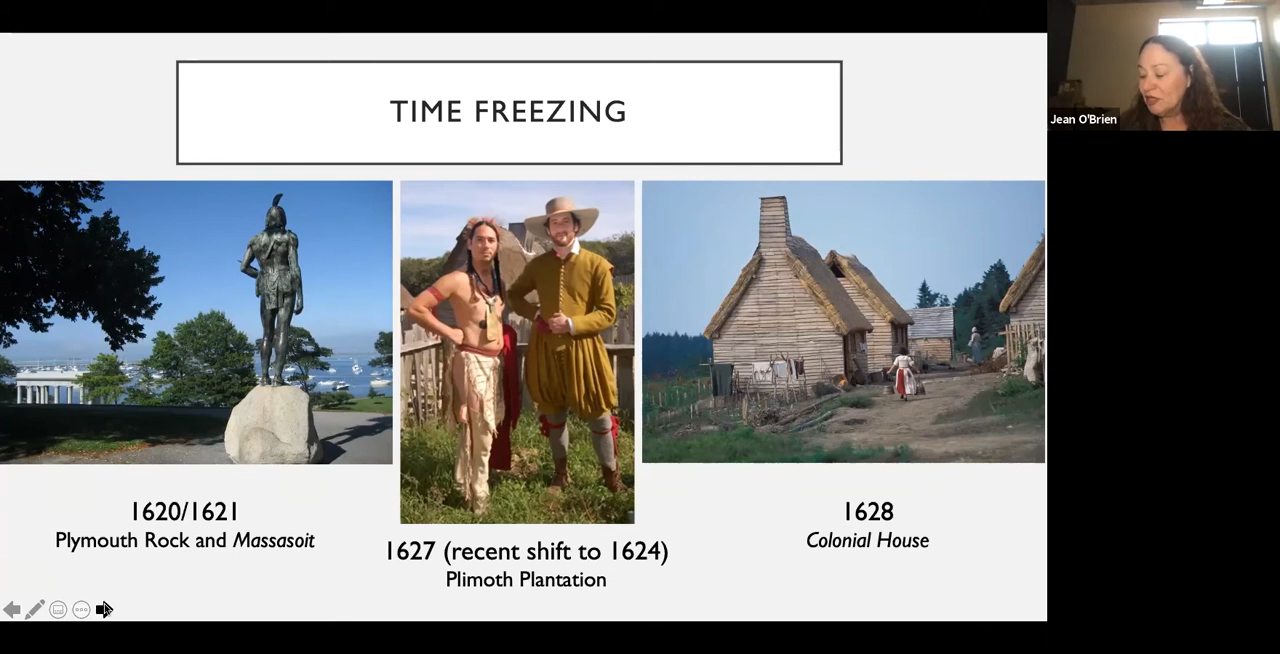 TIME FREEZING
Jean O'Brien
1620/1621
Plymouth Rock and Massasoit
1627 (recent shift to 1624)
Plimoth Plantation
1628
Colonial House